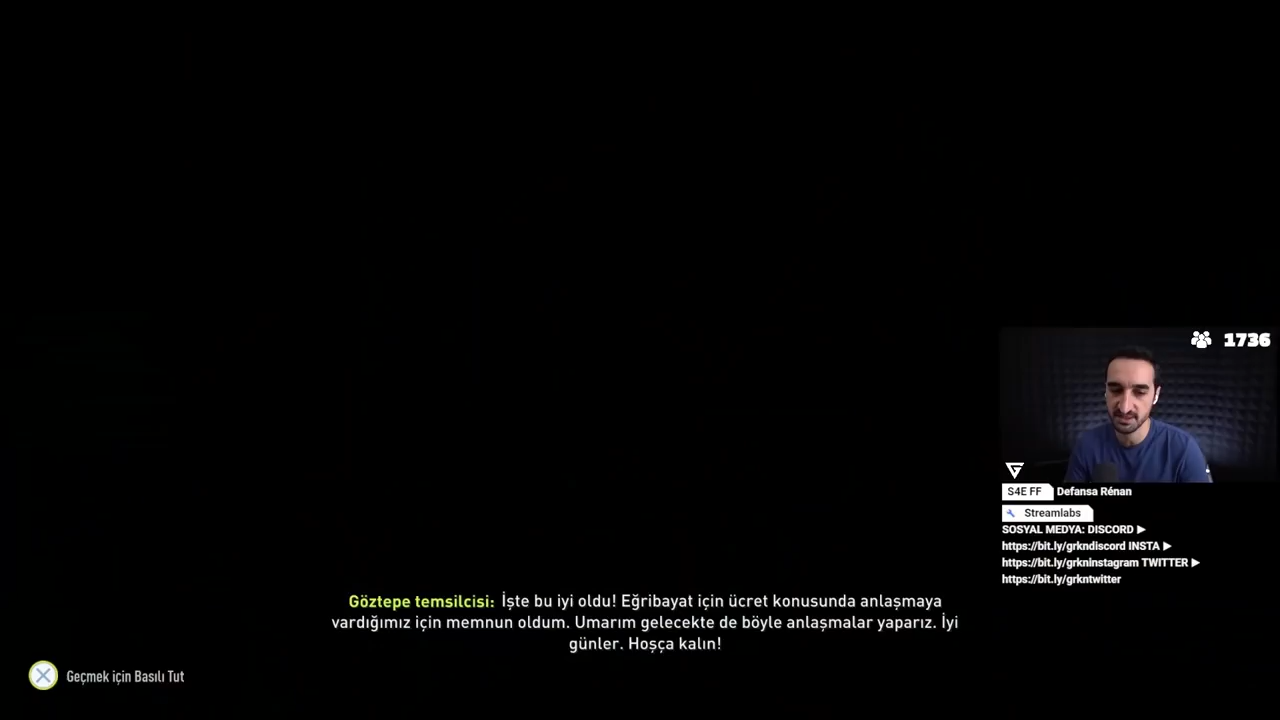 1736
S4E FF Defansa Rénan
Streamlabs
SOSYAL MEDYA: DISCORD ▶
https://bit.ly/grkndiscord INSTA ▶
https://bit.ly/grkninstagram TWITTER ▶
https://bit.ly/grkntwitter
Göztepe temsilcisi: İşte bu iyi oldu! Eğribayat için ücret konusunda anlaşmaya
vardığımız için memnun oldum. Umarım gelecekte de böyle anlaşmalar yaparız. İyi
günler. Hoşça kalın!
Geçmek için Basılı Tut